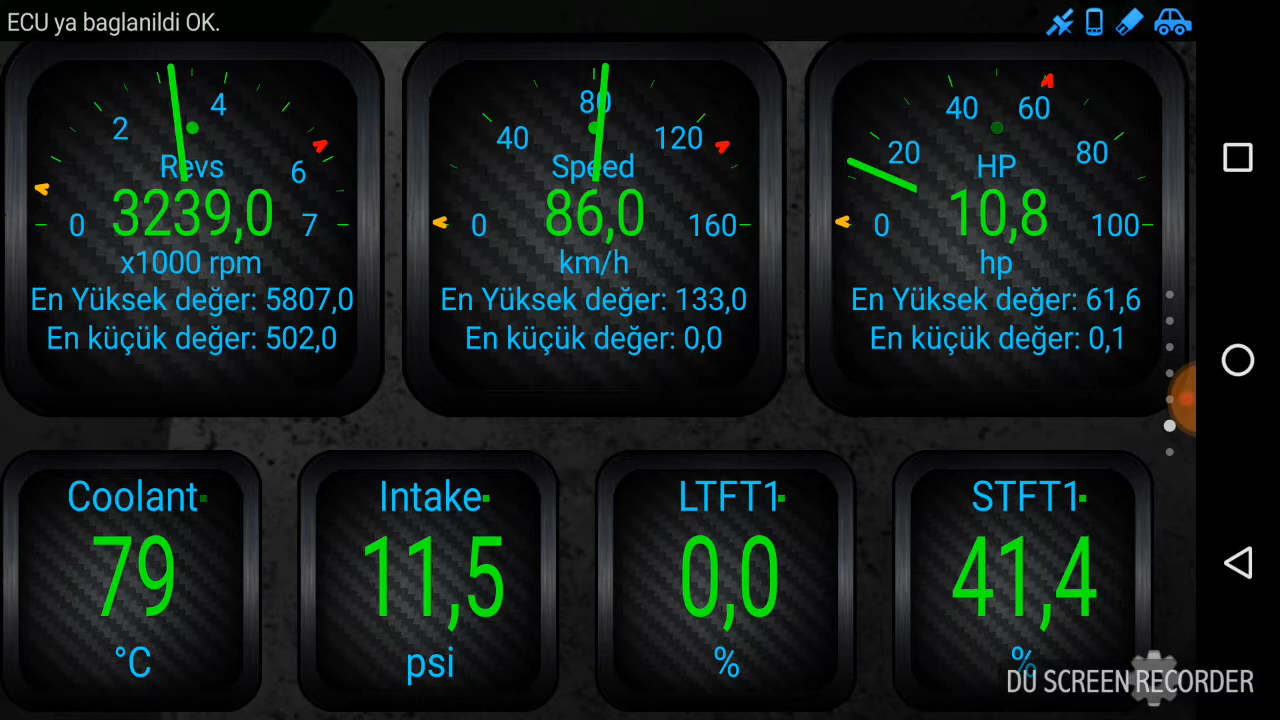 ECU ya baglanildi OK.
0 2 4 6 7
Revs
3239,0
x1000 rpm
En Yüksek değer: 5807,0
En küçük değer: 502,0
0 40 80 120 160
Speed
86,0
km/h
En Yüksek değer: 133,0
En küçük değer: 0,0
0 20 40 60 80 100
HP
10,8
hp
En Yüksek değer: 61,6
En küçük değer: 0,1
Coolant
79
°C
Intake
11,5
psi
LTFT1
0,0
%
STFT1
41,4
%
DU SCREEN RECORDER